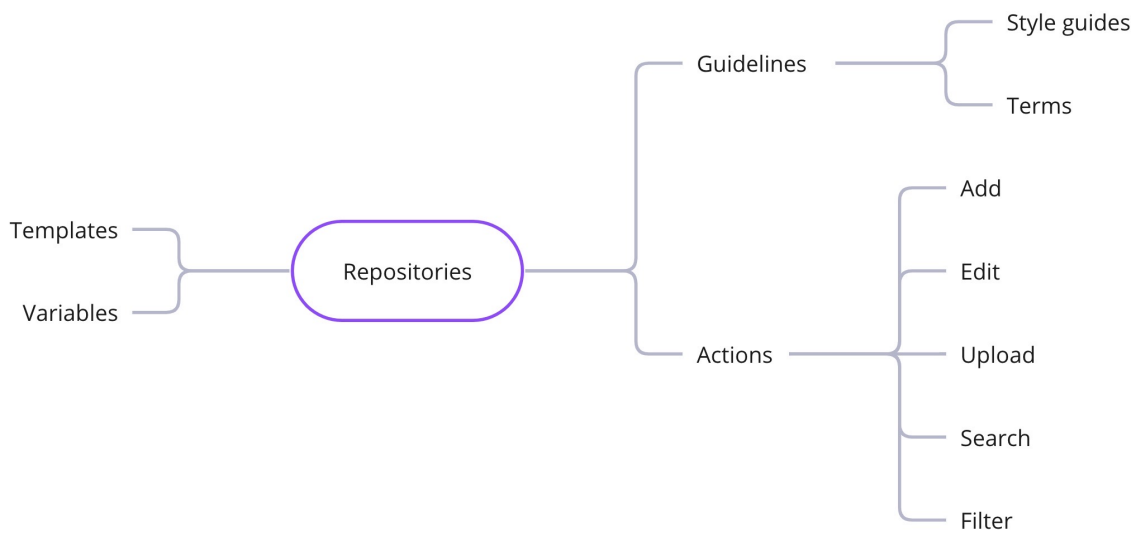 Style guides
Guidelines
Terms
Add
Templates
Repositories
Edit
Variables
Actions
Upload
Search
Filter